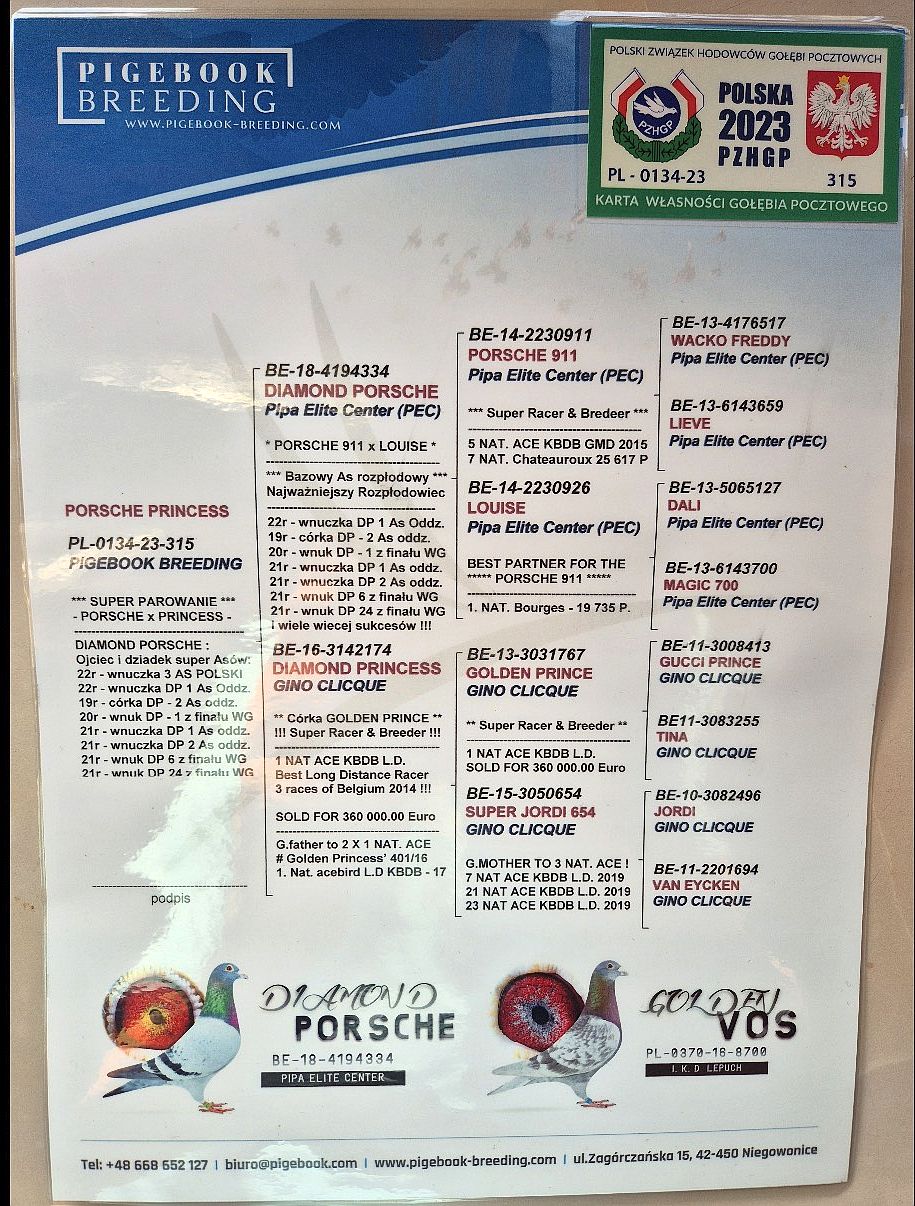 PIGEBOOK
BREEDING
WWW.PIGEBOOK-BREEDING.COM
POLSKI ZWIĄZEK HODOWCÓW GOŁĘBI POCZTOWYCH
PZHGP
POLSKA
2023
PZHGP
PL - 0134-23
315
KARTA WŁASNOŚCI GOŁĘBIA POCZTOWEGO
PORSCHE PRINCESS
PL-0134-23-315
PIGEBOOK BREEDING
*** SUPER PAROWANIE ***
- PORSCHE x PRINCESS -
DIAMOND PORSCHE :
Ojciec i dziadek super Asów:
22r - wnuczka 3 AS POLSKI
22r - wnuczka DP 1 As Oddz.
19r - córka DP - 2 As oddz.
20r - wnuk DP - 1 z finału WG
21r - wnuczka DP 1 As oddz.
21r - wnuczka DP 2 As oddz.
21r - wnuk DP 6 z finału WG
21r - wnuk DP 24 z finału WG
podpis
BE-18-4194334
DIAMOND PORSCHE
Pipa Elite Center (PEC)
* PORSCHE 911 x LOUISE *
*** Bazowy As rozpłodowy ***
Najważniejszy Rozpłodowiec
22r - wnuczka DP 1 As Oddz.
19r - córka DP - 2 As oddz.
20r - wnuk DP - 1 z finału WG
21r - wnuczka DP 1 As oddz.
21r - wnuczka DP 2 As oddz.
21r - wnuk DP 6 z finału WG
21r - wnuk DP 24 z finału WG
i wiele wiecej sukcesów !!!
BE-16-3142174
DIAMOND PRINCESS
GINO CLICQUE
** Córka GOLDEN PRINCE **
!!! Super Racer & Breeder !!!
1 NAT ACE KBDB L.D.
Best Long Distance Racer
3 races of Belgium 2014 !!!
SOLD FOR 360 000.00 Euro
G.father to 2 X 1 NAT. ACE
# Golden Princess' 401/16
1. Nat. acebird L.D KBDB - 17
BE-14-2230911
PORSCHE 911
Pipa Elite Center (PEC)
*** Super Racer & Bredeer ***
5 NAT. ACE KBDB GMD 2015
7 NAT. Chateauroux 25 617 P
BE-14-2230926
LOUISE
Pipa Elite Center (PEC)
BEST PARTNER FOR THE
***** PORSCHE 911 *****
1. NAT. Bourges - 19 735 P.
BE-13-3031767
GOLDEN PRINCE
GINO CLICQUE
** Super Racer & Breeder **
1 NAT ACE KBDB L.D.
SOLD FOR 360 000.00 Euro
BE-15-3050654
SUPER JORDI 654
GINO CLICQUE
G.MOTHER TO 3 NAT. ACE !
7 NAT ACE KBDB L.D. 2019
21 NAT ACE KBDB L.D. 2019
23 NAT ACE KBDB L.D. 2019
BE-13-4176517
WACKO FREDDY
Pipa Elite Center (PEC)
BE-13-6143659
LIEVE
Pipa Elite Center (PEC)
BE-13-5065127
DALI
Pipa Elite Center (PEC)
BE-13-6143700
MAGIC 700
Pipa Elite Center (PEC)
BE-11-3008413
GUCCI PRINCE
GINO CLICQUE
BE11-3083255
TINA
GINO CLICQUE
BE-10-3082496
JORDI
GINO CLICQUE
BE-11-2201694
VAN EYCKEN
GINO CLICQUE
DIAMOND
PORSCHE
BE-18-4194334
PIPA ELITE CENTER
GOLDEN
VOS
PL-0370-16-8700
I.K.D LEPUCH
Tel: +48 668 652 127 | biuro@pigebook.com | www.pigebook-breeding.com | ul.Zagórczańska 15, 42-450 Niegowonice